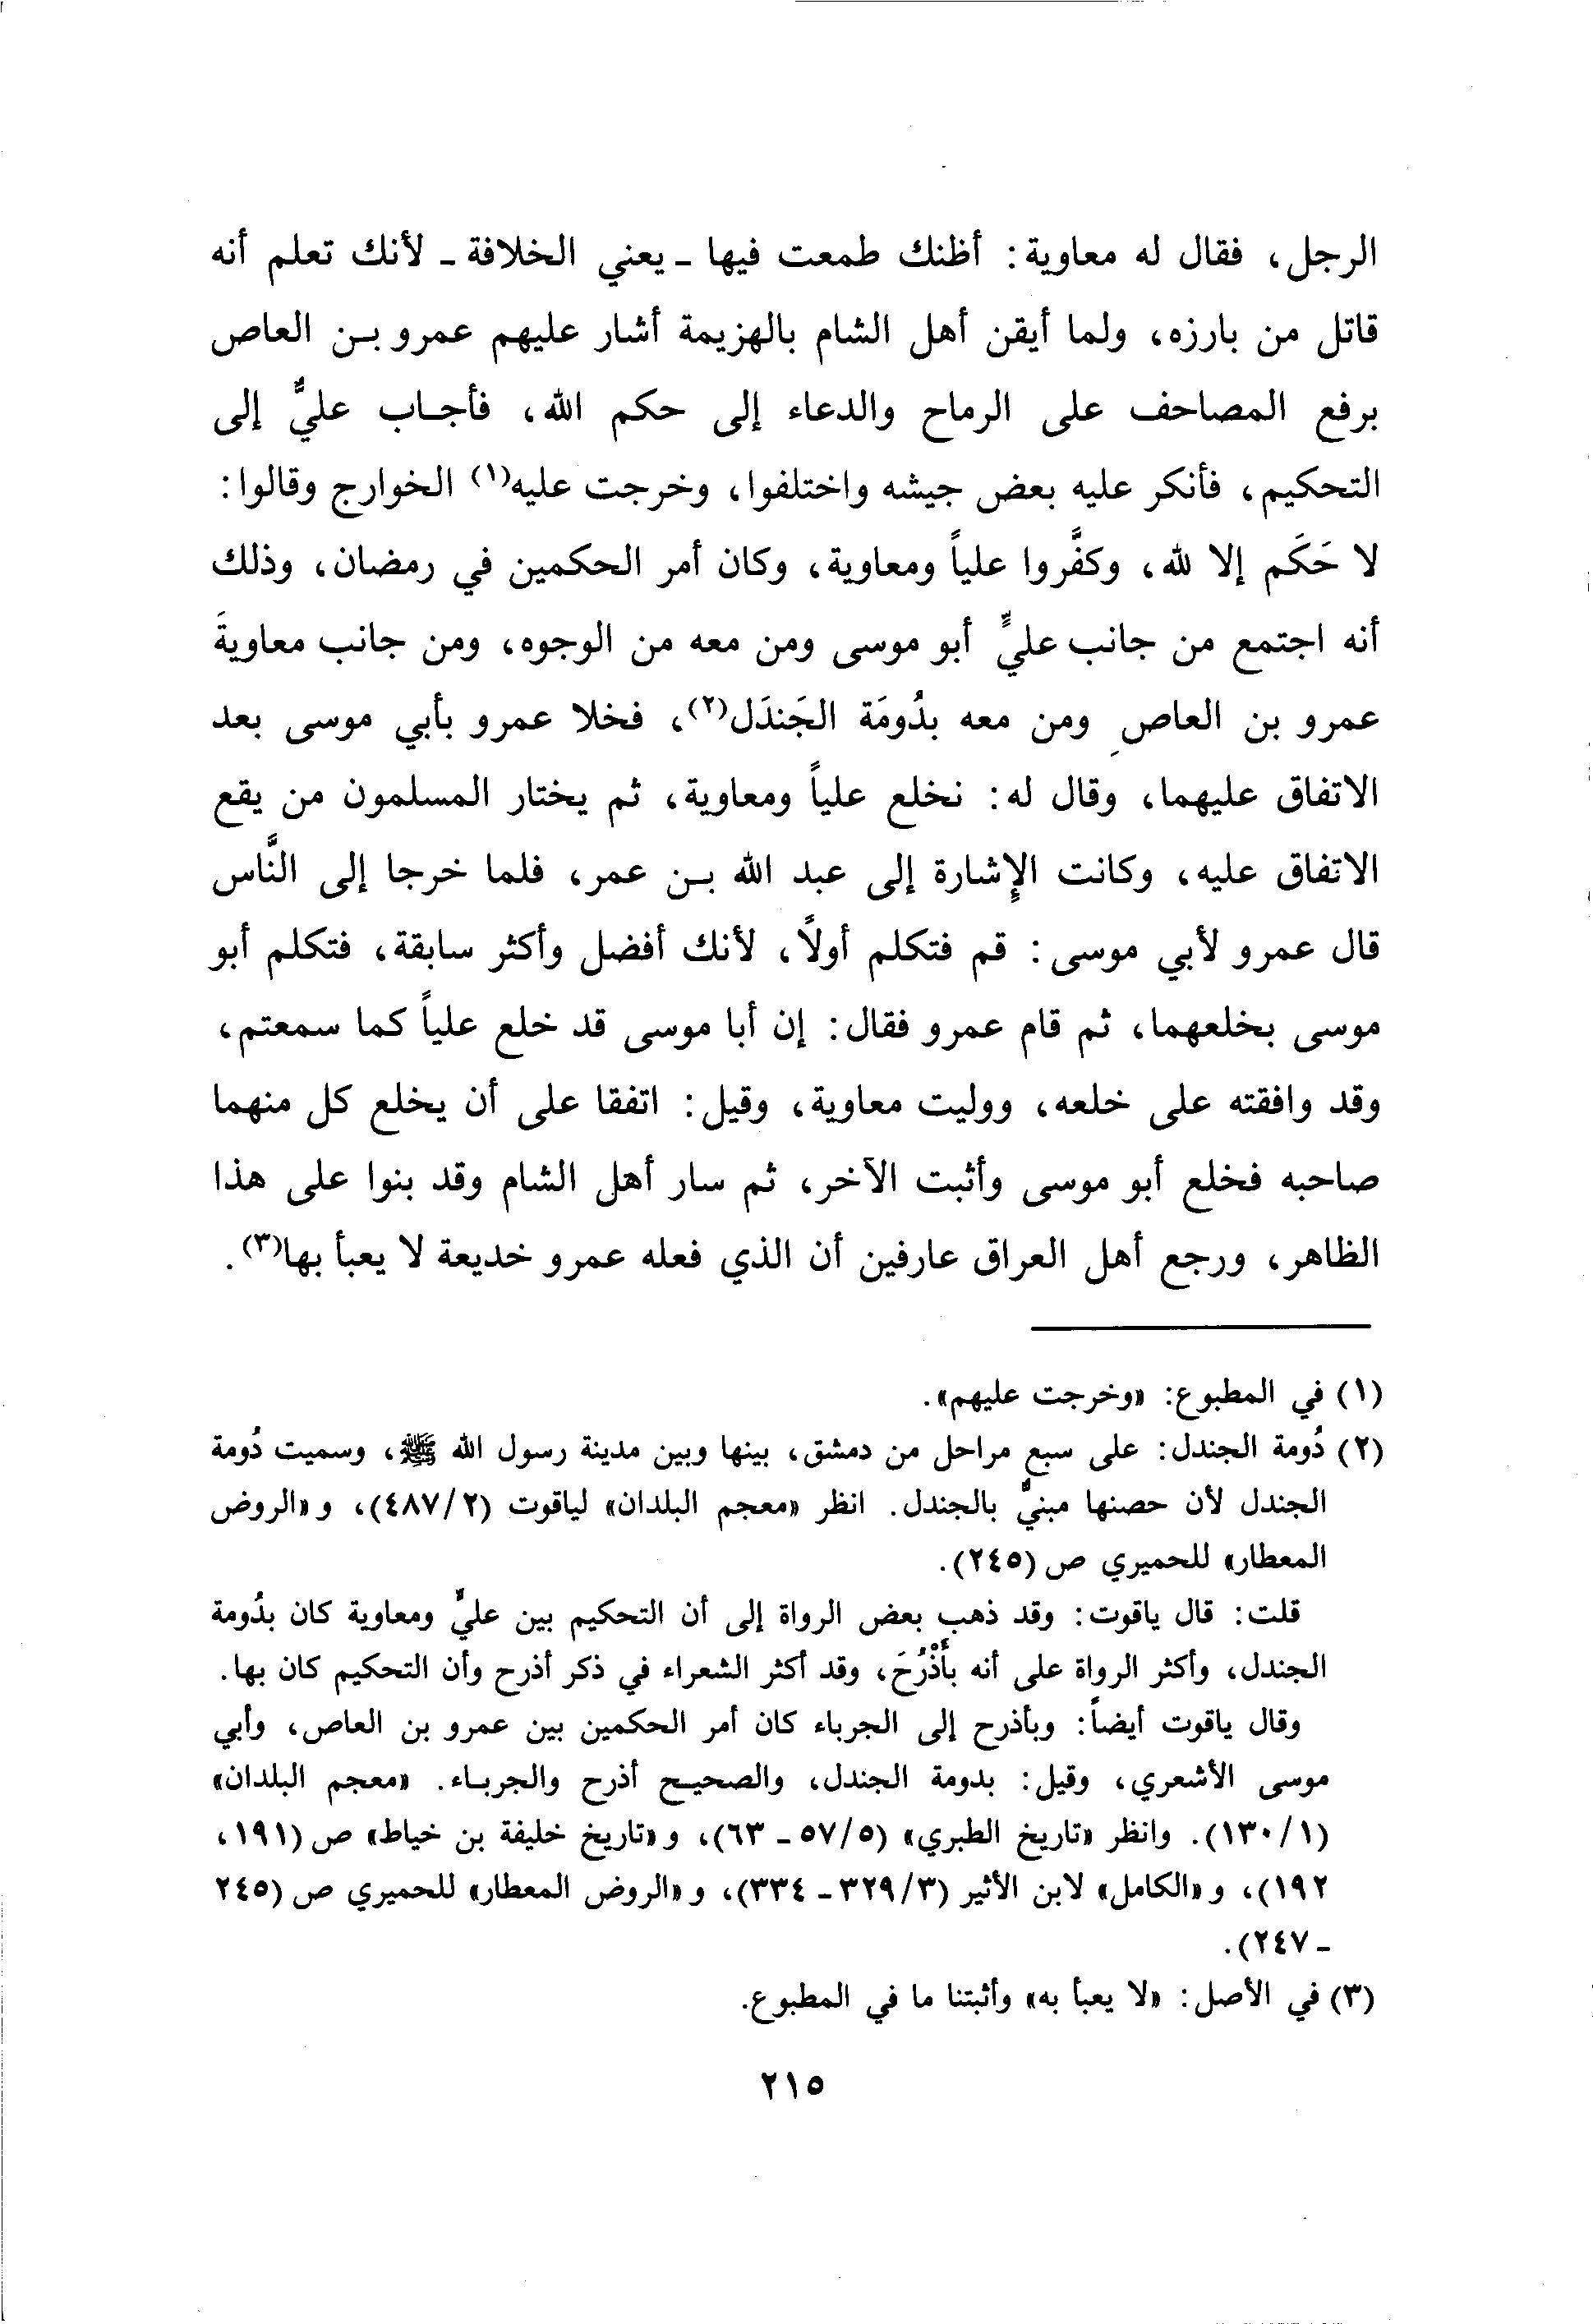 الرجل، فقال له معاوية: أظنك طمعت فيها - يعني الخلافة - لأنك تعلم أنه
قاتل من بارزه، ولما أيقن أهل الشام بالهزيمة أشار عليهم عمرو بن العاص
برفع المصاحف على الرماح والدعاء إلى حكم الله، فأجاب عليٌّ إلى
التحكيم، فأنكر عليه بعض جيشه واختلفوا، وخرجت عليه(١) الخوارج وقالوا:
لا حَكَم إلا لله، وكفَّروا علياً ومعاوية، وكان أمر الحكمين في رمضان، وذلك
أنه اجتمع من جانب عليٍّ أبو موسى ومن معه من الوجوه، ومن جانب معاويةَ
عمرو بن العاص ومن معه بدُومَة الجَندَل(٢)، فخلا عمرو بأبي موسى بعد
الاتفاق عليهما، وقال له: نخلع علياً ومعاوية، ثم يختار المسلمون من يقع
الاتفاق عليه، وكانت الإشارة إلى عبد الله بن عمر، فلما خرجا إلى النَّاس
قال عمرو لأبي موسى: قم فتكلم أولاً، لأنك أفضل وأكثر سابقة، فتكلم أبو
موسى بخلعهما، ثم قام عمرو فقال: إن أبا موسى قد خلع علياً كما سمعتم،
وقد وافقته على خلعه، ووليت معاوية، وقيل: اتفقا على أن يخلع كل منهما
صاحبه فخلع أبو موسى وأثبت الآخر، ثم سار أهل الشام وقد بنوا على هذا
الظاهر، ورجع أهل العراق عارفين أن الذي فعله عمرو خديعة لا يعبأ بها(٣).
(١) في المطبوع: «وخرجت عليهم».
(٢) دُومة الجندل: على سبع مراحل من دمشق، بينها وبين مدينة رسول الله ﷺ، وسميت دُومة
الجندل لأن حصنها مبنيٌّ بالجندل. انظر «معجم البلدان» لياقوت (٤٨٧/٢)، و«الروض
المعطار» للحميري ص (٢٤٥).
قلت: قال ياقوت: وقد ذهب بعض الرواة إلى أن التحكيم بين عليٍّ ومعاوية كان بدُومة
الجندل، وأكثر الرواة على أنه بأَذْرُحَ، وقد أكثر الشعراء في ذكر أذرح وأن التحكيم كان بها.
وقال ياقوت أيضاً: وبأذرح إلى الجرباء كان أمر الحكمين بين عمرو بن العاص، وأبي
موسى الأشعري، وقيل: بدومة الجندل، والصحيح أذرح والجرباء. «معجم البلدان»
(١٣٠/١). وانظر «تاريخ الطبري» (٥٧/٥ - ٦٣)، و«تاريخ خليفة بن خياط» ص (١٩١،
١٩٢)، و«الكامل» لابن الأثير (٣٢٩/٣ - ٣٣٤)، و«الروض المعطار» للحميري ص (٢٤٥
- ٢٤٧).
(٣) في الأصل: «لا يعبأ به» وأثبتنا ما في المطبوع.
٢١٥